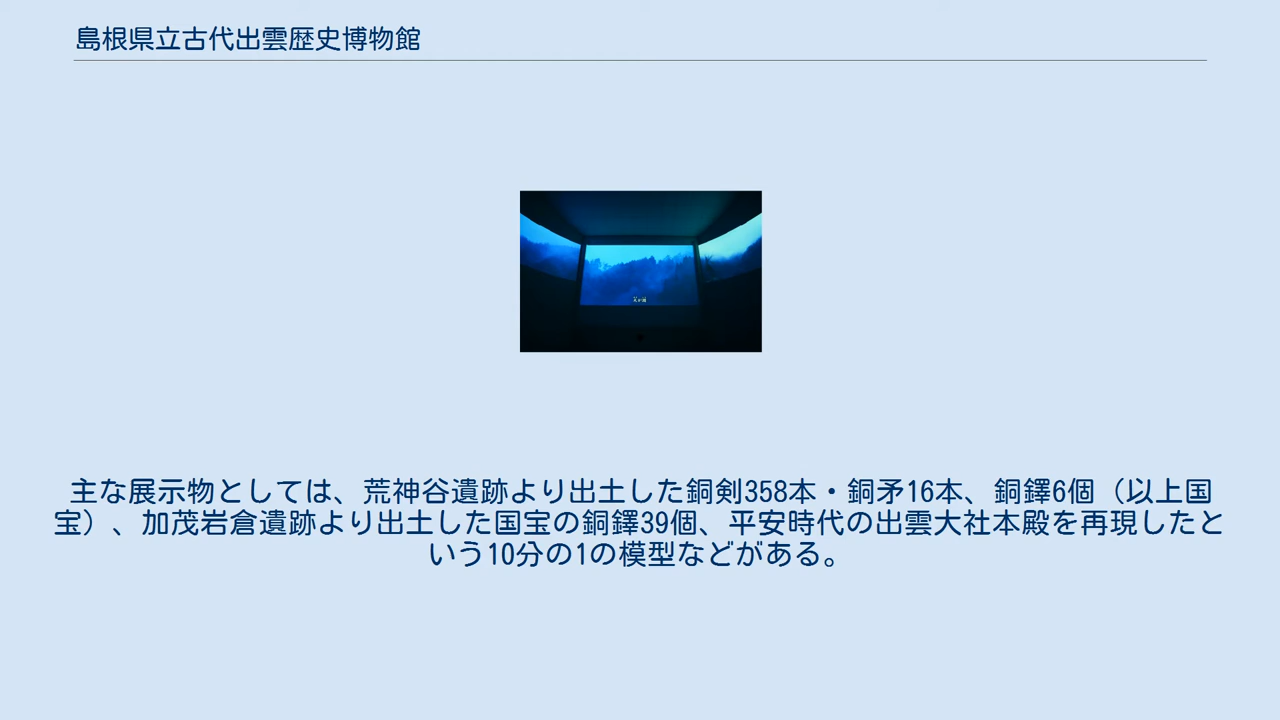 島根県立古代出雲歴史博物館
主な展示物としては、荒神谷遺跡より出土した銅剣358本・銅矛16本、銅鐸6個（以上国
宝）、加茂岩倉遺跡より出土した国宝の銅鐸39個、平安時代の出雲大社本殿を再現したと
いう10分の1の模型などがある。